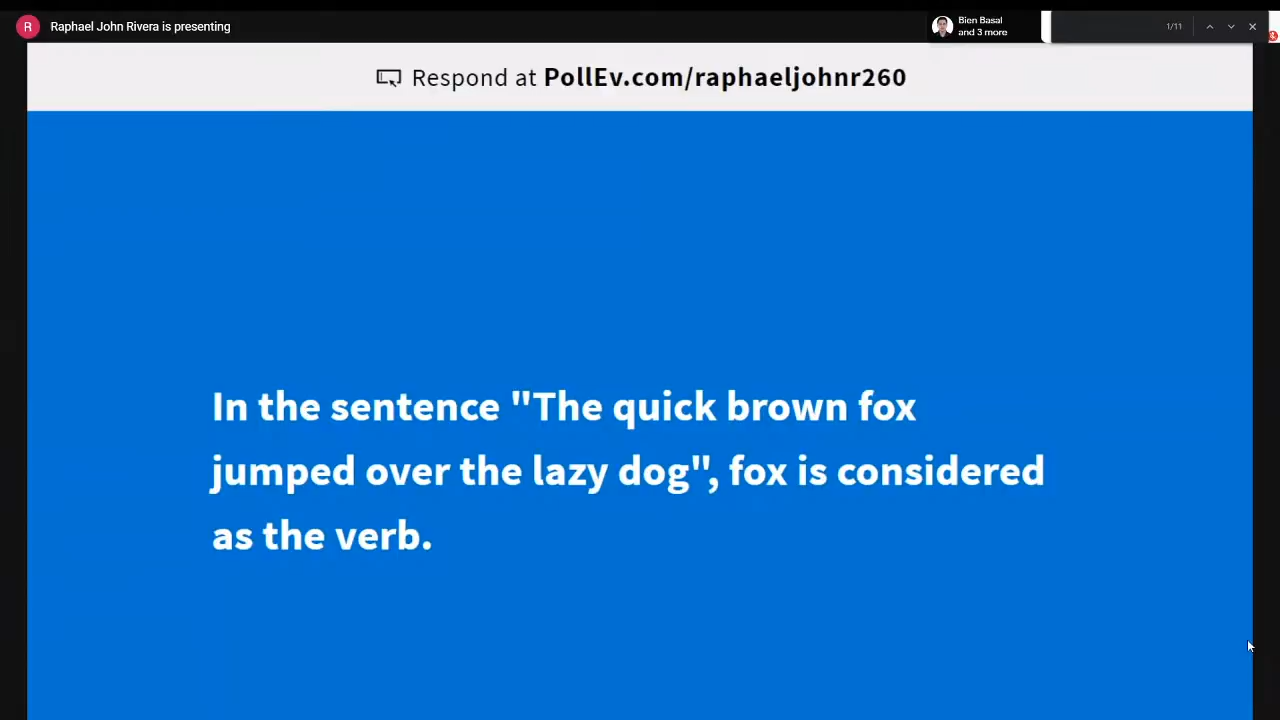 R Raphael John Rivera is presenting
Bien Basal
and 3 more
1/11
Respond at PollEv.com/raphaeljohnr260
In the sentence "The quick brown fox
jumped over the lazy dog", fox is considered
as the verb.